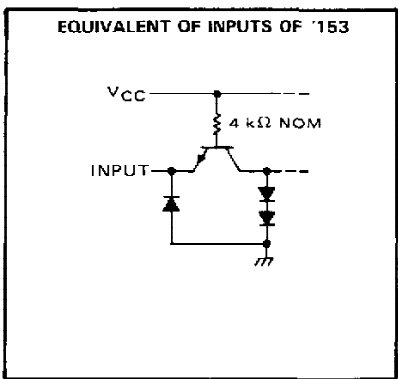 EQUIVALENT OF INPUTS OF '153
VCC
4 kΩ NOM
INPUT